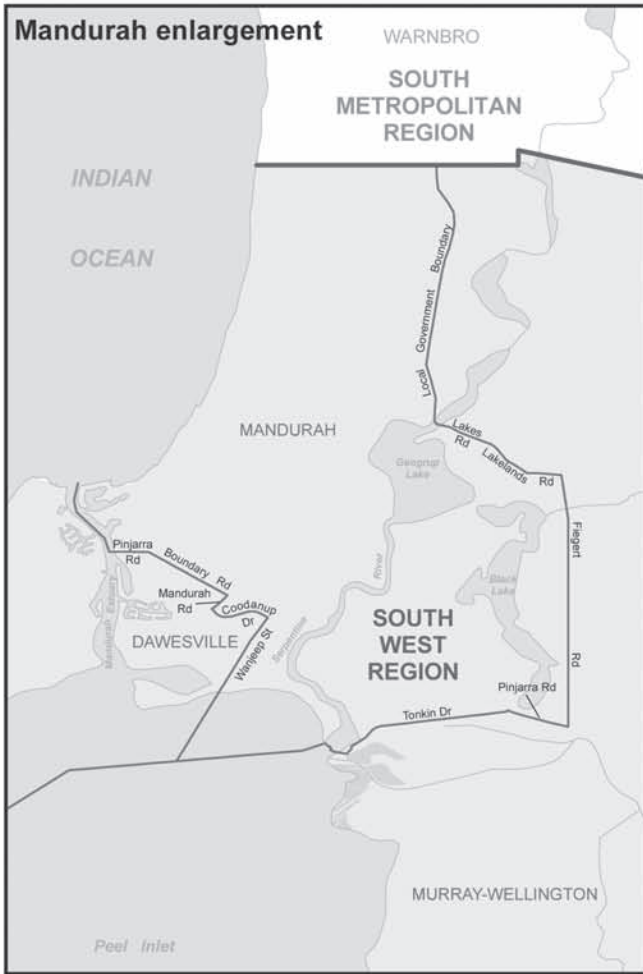 Mandurah enlargement
WARNBRO
SOUTH
METROPOLITAN
REGION
INDIAN
OCEAN
Local Government Boundary
MANDURAH
Lakes
Rd
Lakelands Rd
Goegrup
Lake
Fiegert Rd
Pinjarra
Rd
Boundary Rd
Mandurah
Rd
Coodanup
Dr
Wanjeep St
Mandurah Estuary
DAWESVILLE
Serpentine River
Black
Lake
SOUTH
WEST
REGION
Pinjarra Rd
Tonkin Dr
MURRAY-WELLINGTON
Peel Inlet